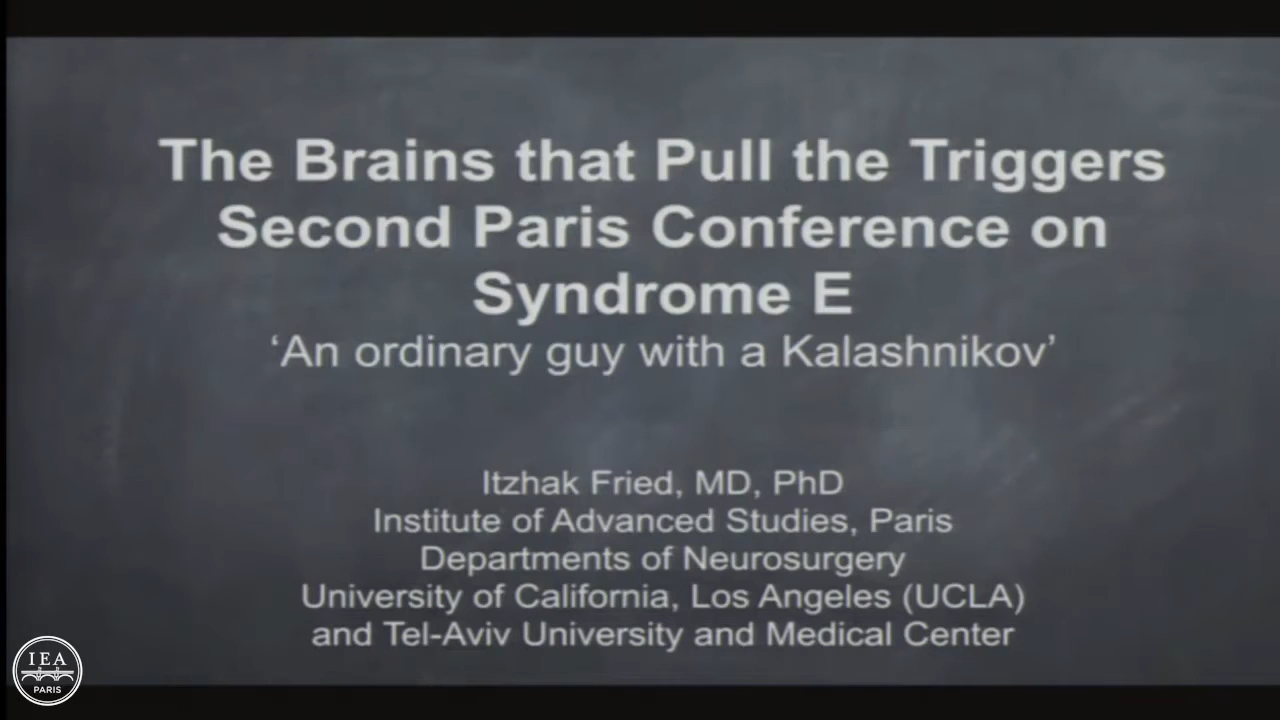 The Brains that Pull the Triggers
Second Paris Conference on
Syndrome E
‘An ordinary guy with a Kalashnikov’
Itzhak Fried, MD, PhD
Institute of Advanced Studies, Paris
Departments of Neurosurgery
University of California, Los Angeles (UCLA)
and Tel-Aviv University and Medical Center
IEA
PARIS